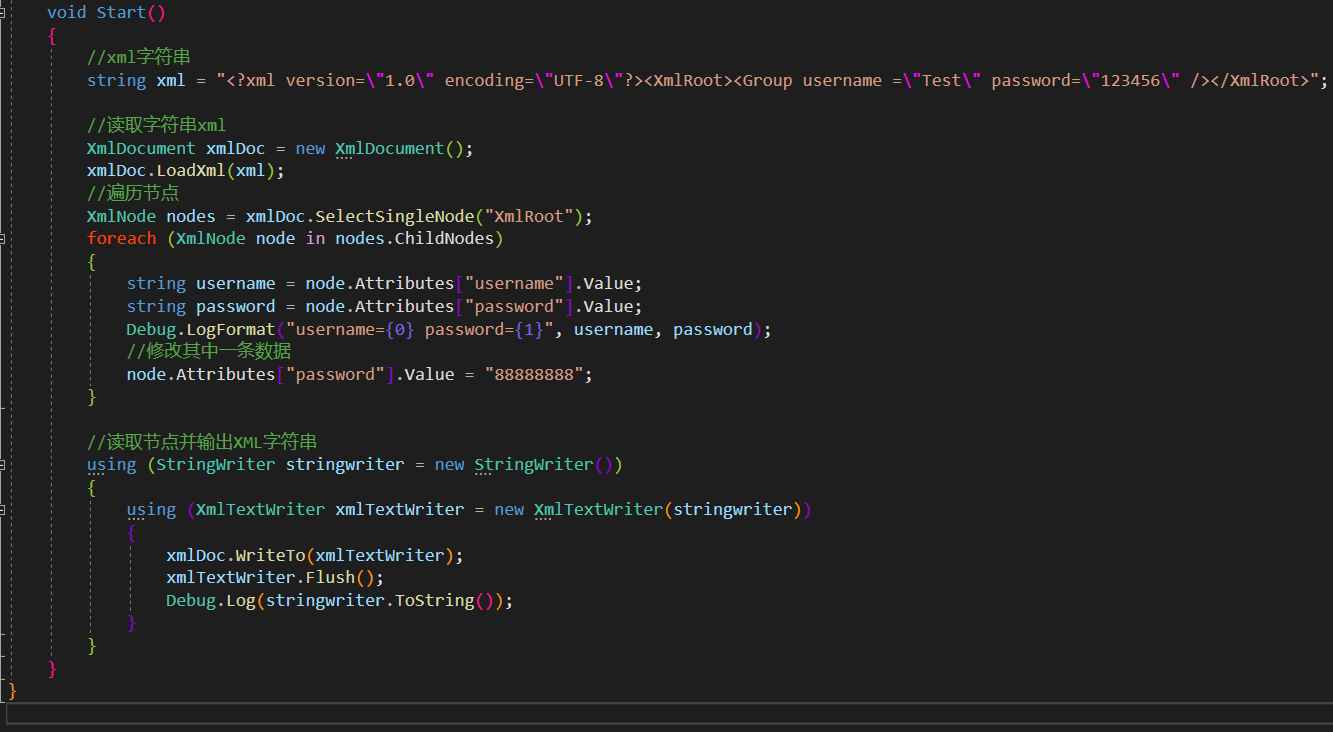 void Start()
{
//xml字符串
string xml = "<?xml version=\"1.0\" encoding=\"UTF-8\"?><XmlRoot><Group username =\"Test\" password=\"123456\" /></XmlRoot>";
//读取字符串xml
XmlDocument xmlDoc = new XmlDocument();
xmlDoc.LoadXml(xml);
//遍历节点
XmlNode nodes = xmlDoc.SelectSingleNode("XmlRoot");
foreach (XmlNode node in nodes.ChildNodes)
{
string username = node.Attributes["username"].Value;
string password = node.Attributes["password"].Value;
Debug.LogFormat("username={0} password={1}", username, password);
//修改其中一条数据
node.Attributes["password"].Value = "88888888";
}
//读取节点并输出XML字符串
using (StringWriter stringwriter = new StringWriter())
{
using (XmlTextWriter xmlTextWriter = new XmlTextWriter(stringwriter))
{
xmlDoc.WriteTo(xmlTextWriter);
xmlTextWriter.Flush();
Debug.Log(stringwriter.ToString());
}
}
}
}